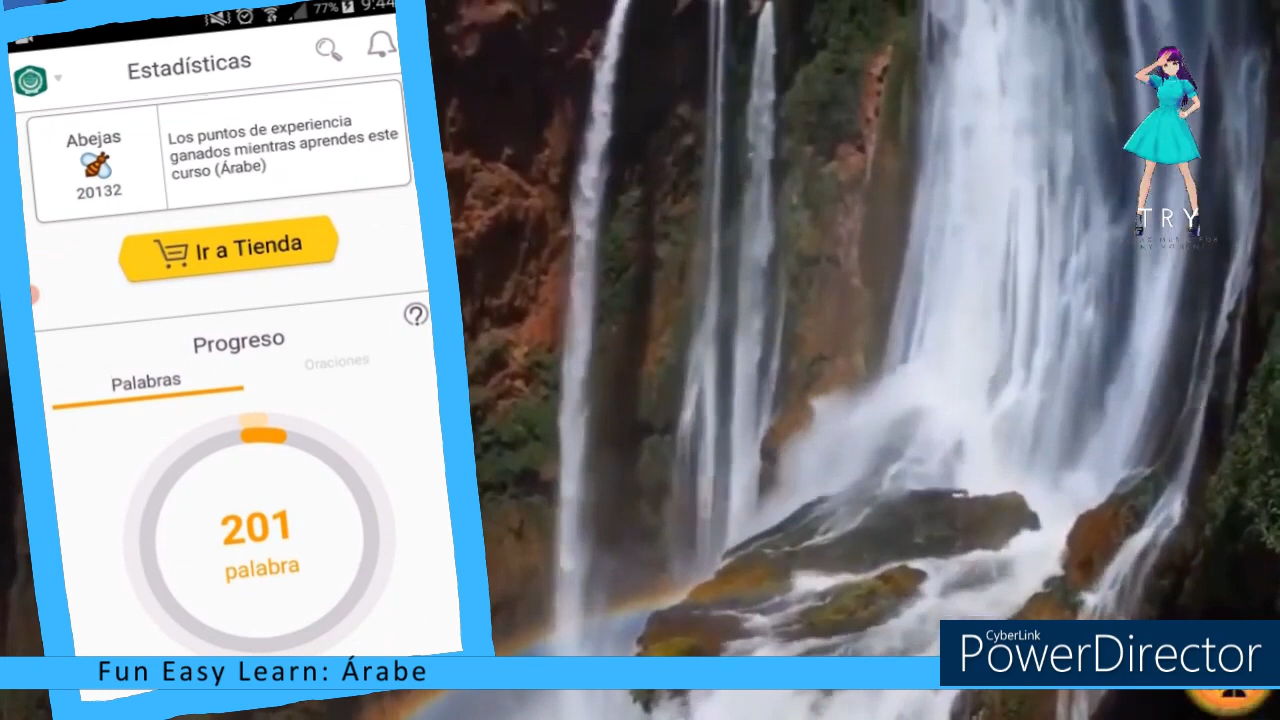 77%
9:44
Estadísticas
Abejas
20132
Los puntos de experiencia
ganados mientras aprendes este
curso (Árabe)
Ir a Tienda
Progreso
Palabras
Oraciones
201
palabra
Fun Easy Learn: Árabe
TRY
CyberLink
PowerDirector